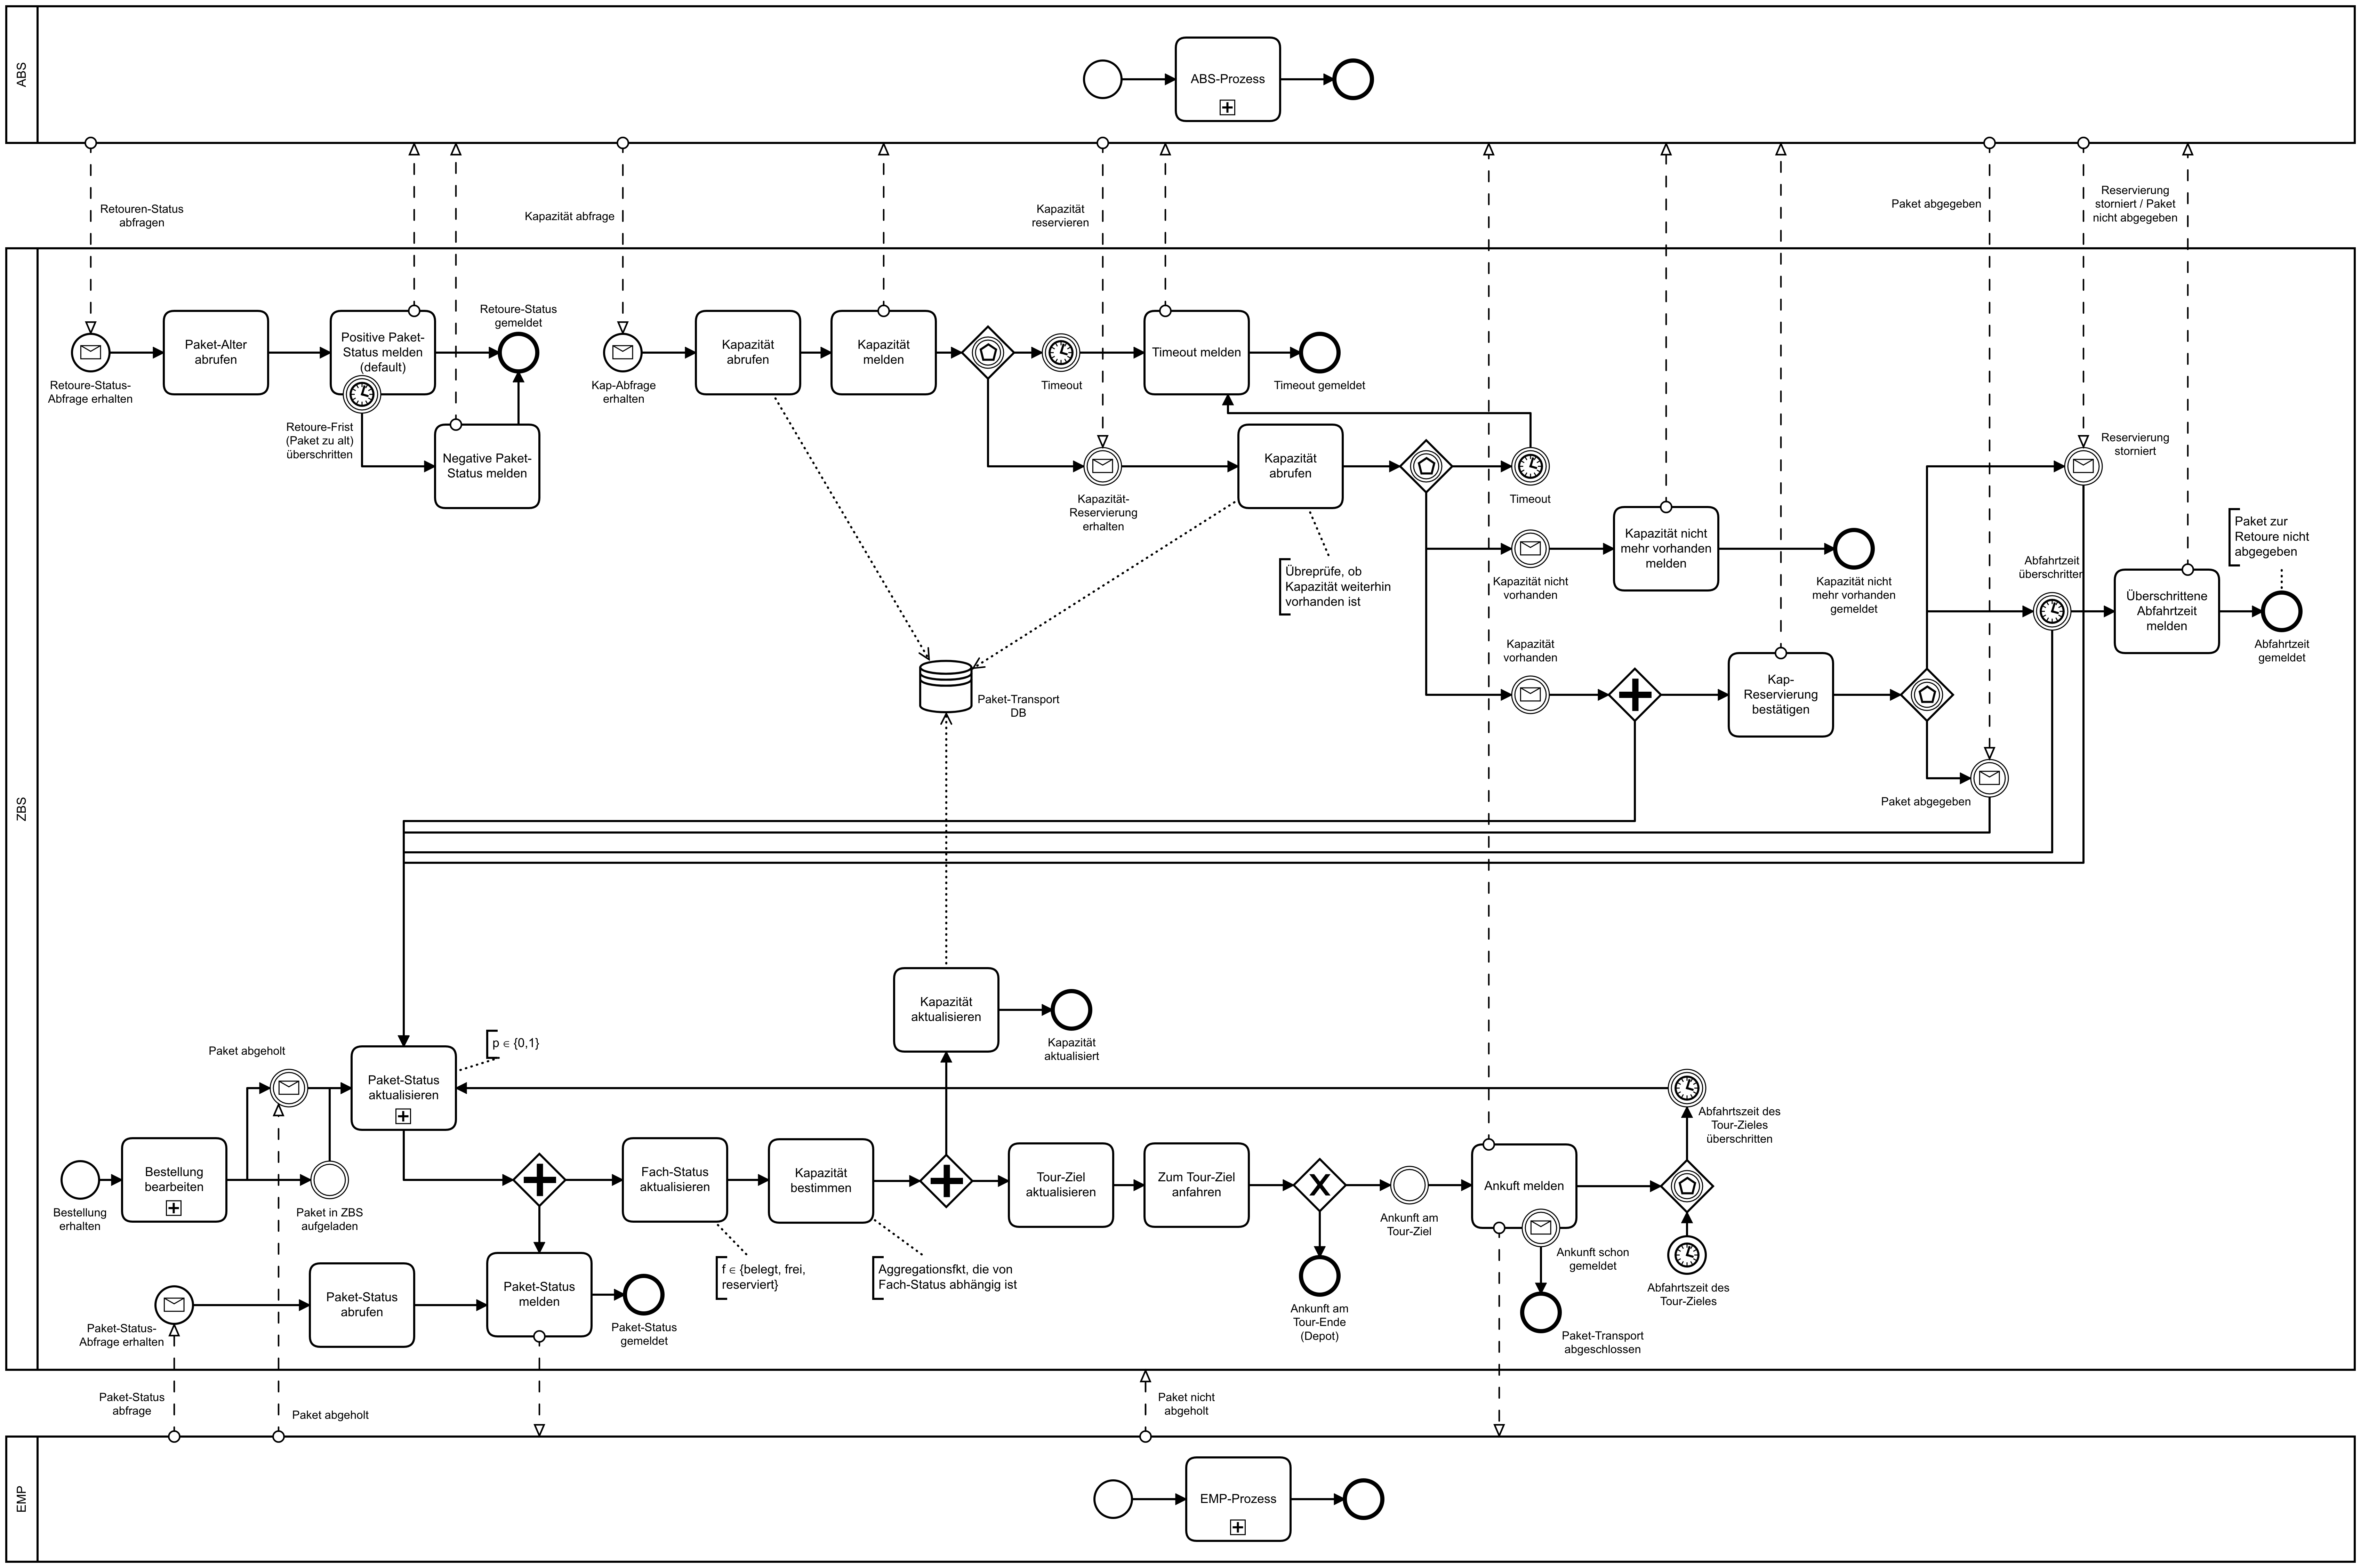 ABS
ABS-Prozess
Retouren-Status
abfragen
Kapazität abfrage
Kapazität
reservieren
Paket abgegeben
Reservierung
storniert / Paket
nicht abgegeben
ZBS
Retoure-Status-
Abfrage erhalten
Paket-Alter
abrufen
Positive Paket-
Status melden
(default)
Retoure-Status
gemeldet
Retoure-Frist
(Paket zu alt)
überschritten
Negative Paket-
Status melden
Kap-Abfrage
erhalten
Kapazität
abrufen
Kapazität
melden
Timeout
Timeout melden
Timeout gemeldet
Kapazität-
Reservierung
erhalten
Kapazität
abrufen
Timeout
Übreprüfe, ob
Kapazität weiterhin
vorhanden ist
Kapazität nicht
vorhanden
Kapazität nicht
mehr vorhanden
melden
Kapazität nicht
mehr vorhanden
gemeldet
Reservierung
storniert
Abfahrtzeit
überschritter
Überschrittene
Abfahrtzeit
melden
Paket zur
Retoure nicht
abgegeben
Abfahrtzeit
gemeldet
Kapazität
vorhanden
Kap-
Reservierung
bestätigen
Paket abgegeben
Paket-Transport
DB
Kapazität
aktualisieren
Kapazität
aktualisiert
Paket abgeholt
Paket-Status
aktualisieren
p ∈ {0,1}
Bestellung
erhalten
Bestellung
bearbeiten
Paket in ZBS
aufgeladen
Fach-Status
aktualisieren
Kapazität
bestimmen
Tour-Ziel
aktualisieren
Zum Tour-Ziel
anfahren
Ankunft am
Tour-Ziel
Ankuft melden
Abfahrtszeit des
Tour-Zieles
überschritten
Ankunft schon
gemeldet
Abfahrtszeit des
Tour-Zieles
Paket-Status-
Abfrage erhalten
Paket-Status
abrufen
Paket-Status
melden
Paket-Status
gemeldet
f ∈ {belegt, frei,
reserviert}
Aggregationsfkt, die von
Fach-Status abhängig ist
Ankunft am
Tour-Ende
(Depot)
Paket-Transport
abgeschlossen
Paket-Status
abfrage
Paket abgeholt
Paket nicht
abgeholt
EMP
EMP-Prozess